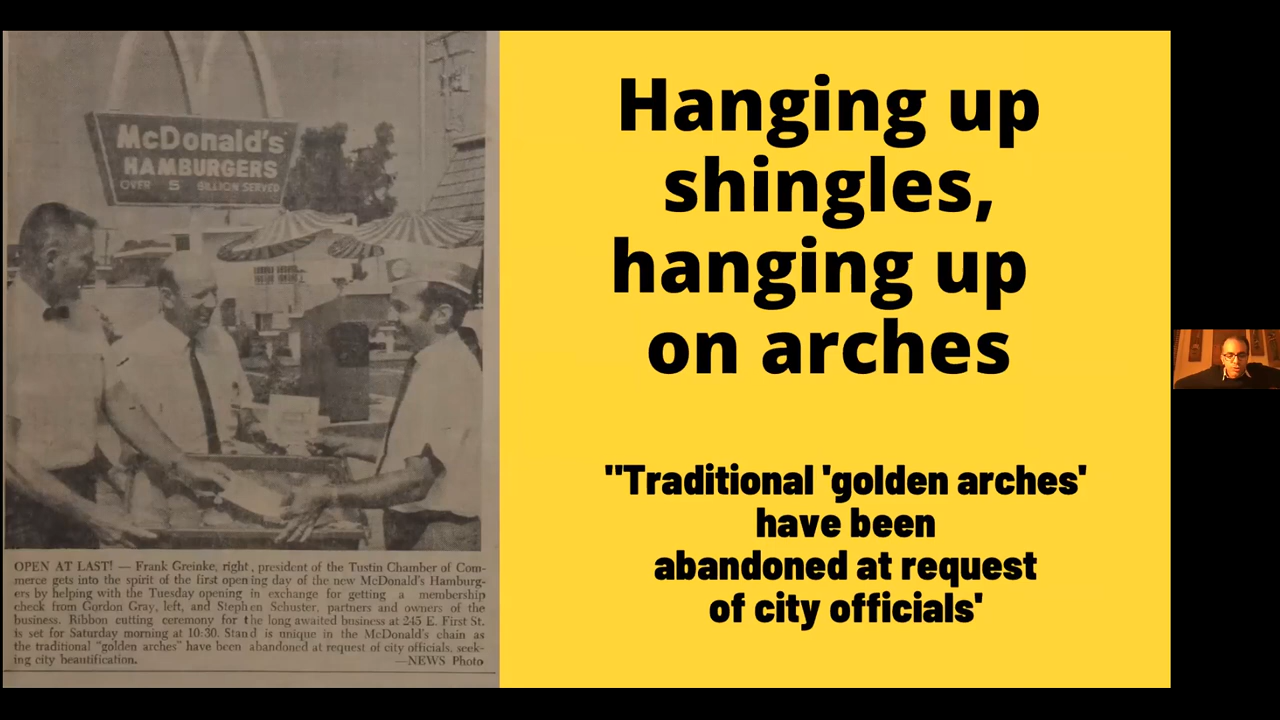 McDonald's
HAMBURGERS
OVER 5 BILLION SERVED
OPEN AT LAST! — Frank Greinke, right, president of the Tustin Chamber of Com-
merce gets into the spirit of the first opening day of the new McDonald's Hamburg-
ers by helping with the Tuesday opening in exchange for getting a membership
check from Gordon Gray, left, and Stephen Schuster, partners and owners of the
business. Ribbon cutting ceremony for the long awaited business at 245 E. First St.
is set for Saturday morning at 10:30. Stand is unique in the McDonald's chain as
the traditional "golden arches" have been abandoned at request of city officials, seek-
ing city beautification. —NEWS Photo
Hanging up
shingles,
hanging up
on arches
"Traditional 'golden arches'
have been
abandoned at request
of city officials'